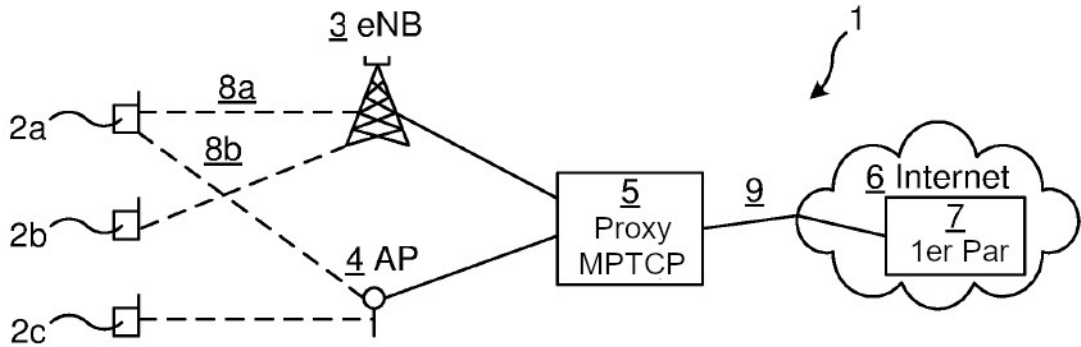 1
3 eNB
8a
2a
8b
2b
5
Proxy
MPTCP
9
6 Internet
7
1er Par
4 AP
2c